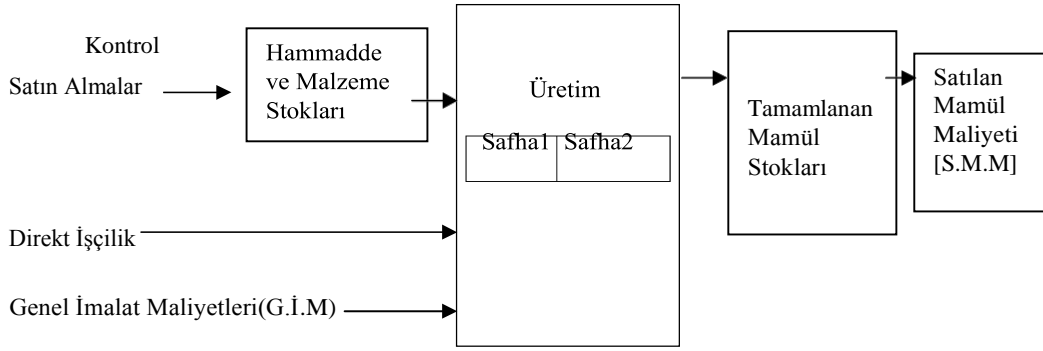 Kontrol
Satın Almalar
Hammadde
ve Malzeme
Stokları
Üretim
Safha1 Safha2
Tamamlanan
Mamül
Stokları
Satılan
Mamül
Maliyeti
[S.M.M]
Direkt İşçilik
Genel İmalat Maliyetleri(G.İ.M)